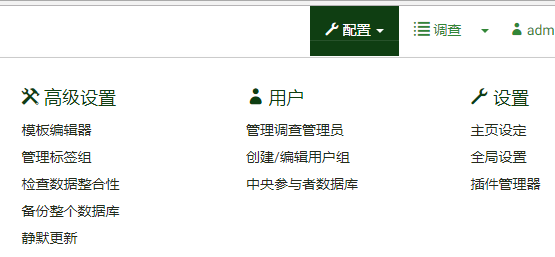 配置 调查 adm
高级设置 用户 设置
模板编辑器 管理调查管理员 主页设定
管理标签组 创建/编辑用户组 全局设置
检查数据整合性 中央参与者数据库 插件管理器
备份整个数据库
静默更新